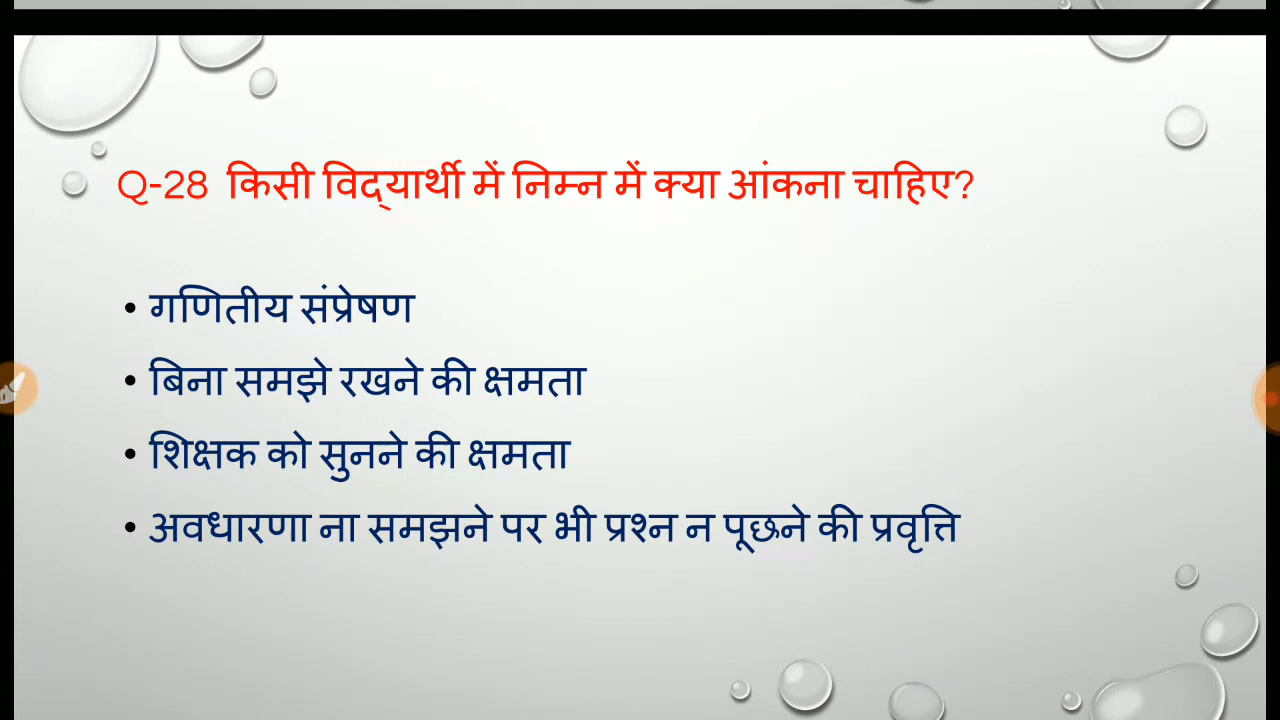 Q-28 किसी विद्यार्थी में निम्न में क्या आंकना चाहिए?
• गणितीय संप्रेषण
• बिना समझे रखने की क्षमता
• शिक्षक को सुनने की क्षमता
• अवधारणा ना समझने पर भी प्रश्न न पूछने की प्रवृत्ति